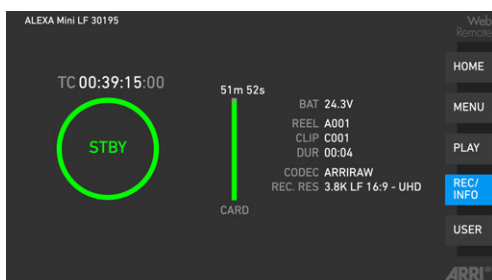 ALEXA Mini LF 30195
Web
Remote
TC 00:39:15:00
STBY
51m 52s
CARD
BAT 24.3V
REEL A001
CLIP C001
DUR 00:04
CODEC ARRIRAW
REC. RES 3.8K LF 16:9 - UHD
HOME
MENU
PLAY
REC/
INFO
USER
ARRI